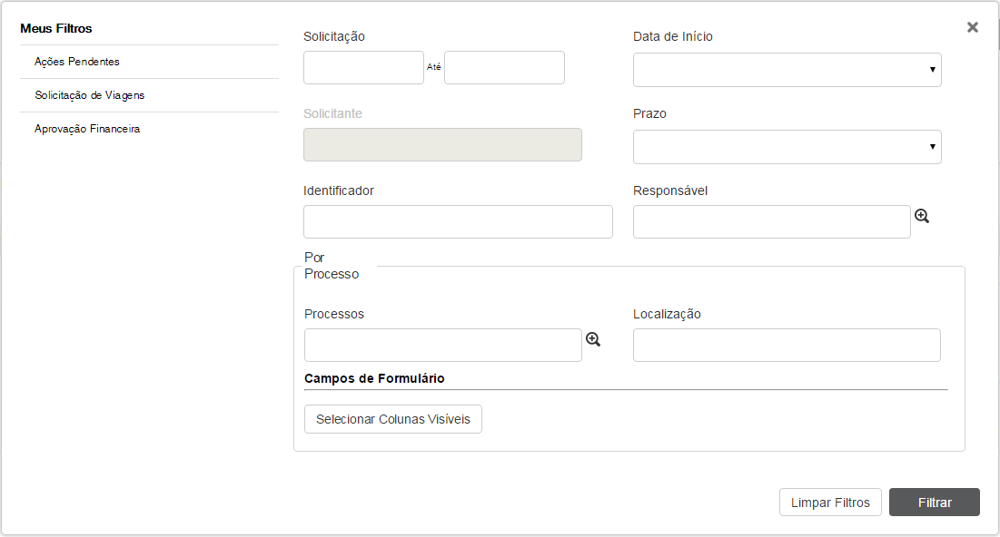 Meus Filtros
Ações Pendentes
Solicitação de Viagens
Aprovação Financeira
Solicitação
Até
Data de Início
Solicitante
Prazo
Identificador
Responsável
Por
Processo
Processos
Localização
Campos de Formulário
Selecionar Colunas Visíveis
Limpar Filtros
Filtrar